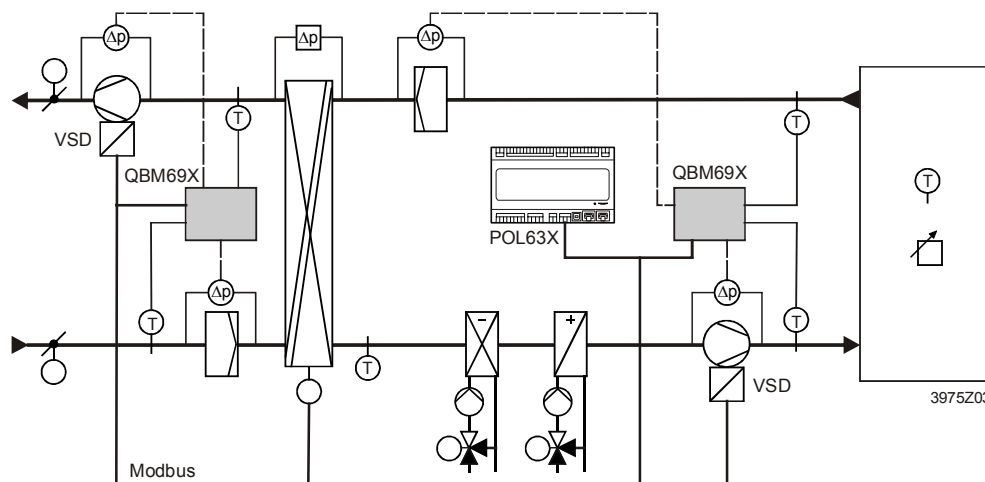 Δp
Δp
Δp
T
T
VSD
QBM69X
QBM69X
T
POL63X
Δp
Δp
T
T
T
- +
VSD
3975Z03
Modbus